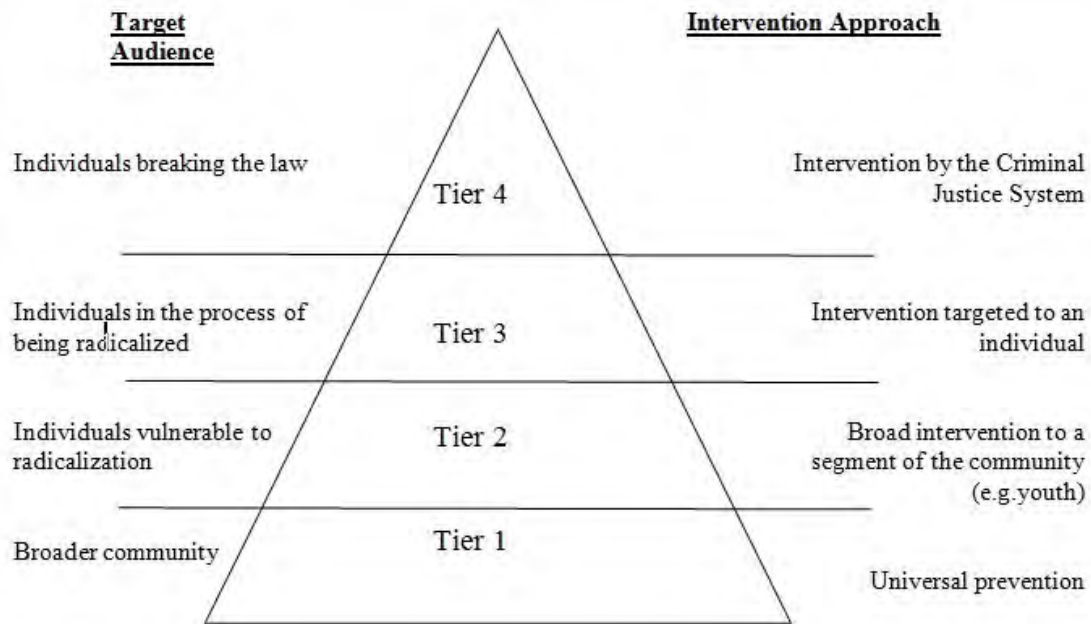 Target
Audience
Intervention Approach
Individuals breaking the law
Tier 4
Intervention by the Criminal
Justice System
Individuals in the process of
being radicalized
Tier 3
Intervention targeted to an
individual
Individuals vulnerable to
radicalization
Tier 2
Broad intervention to a
segment of the community
(e.g.youth)
Broader community
Tier 1
Universal prevention